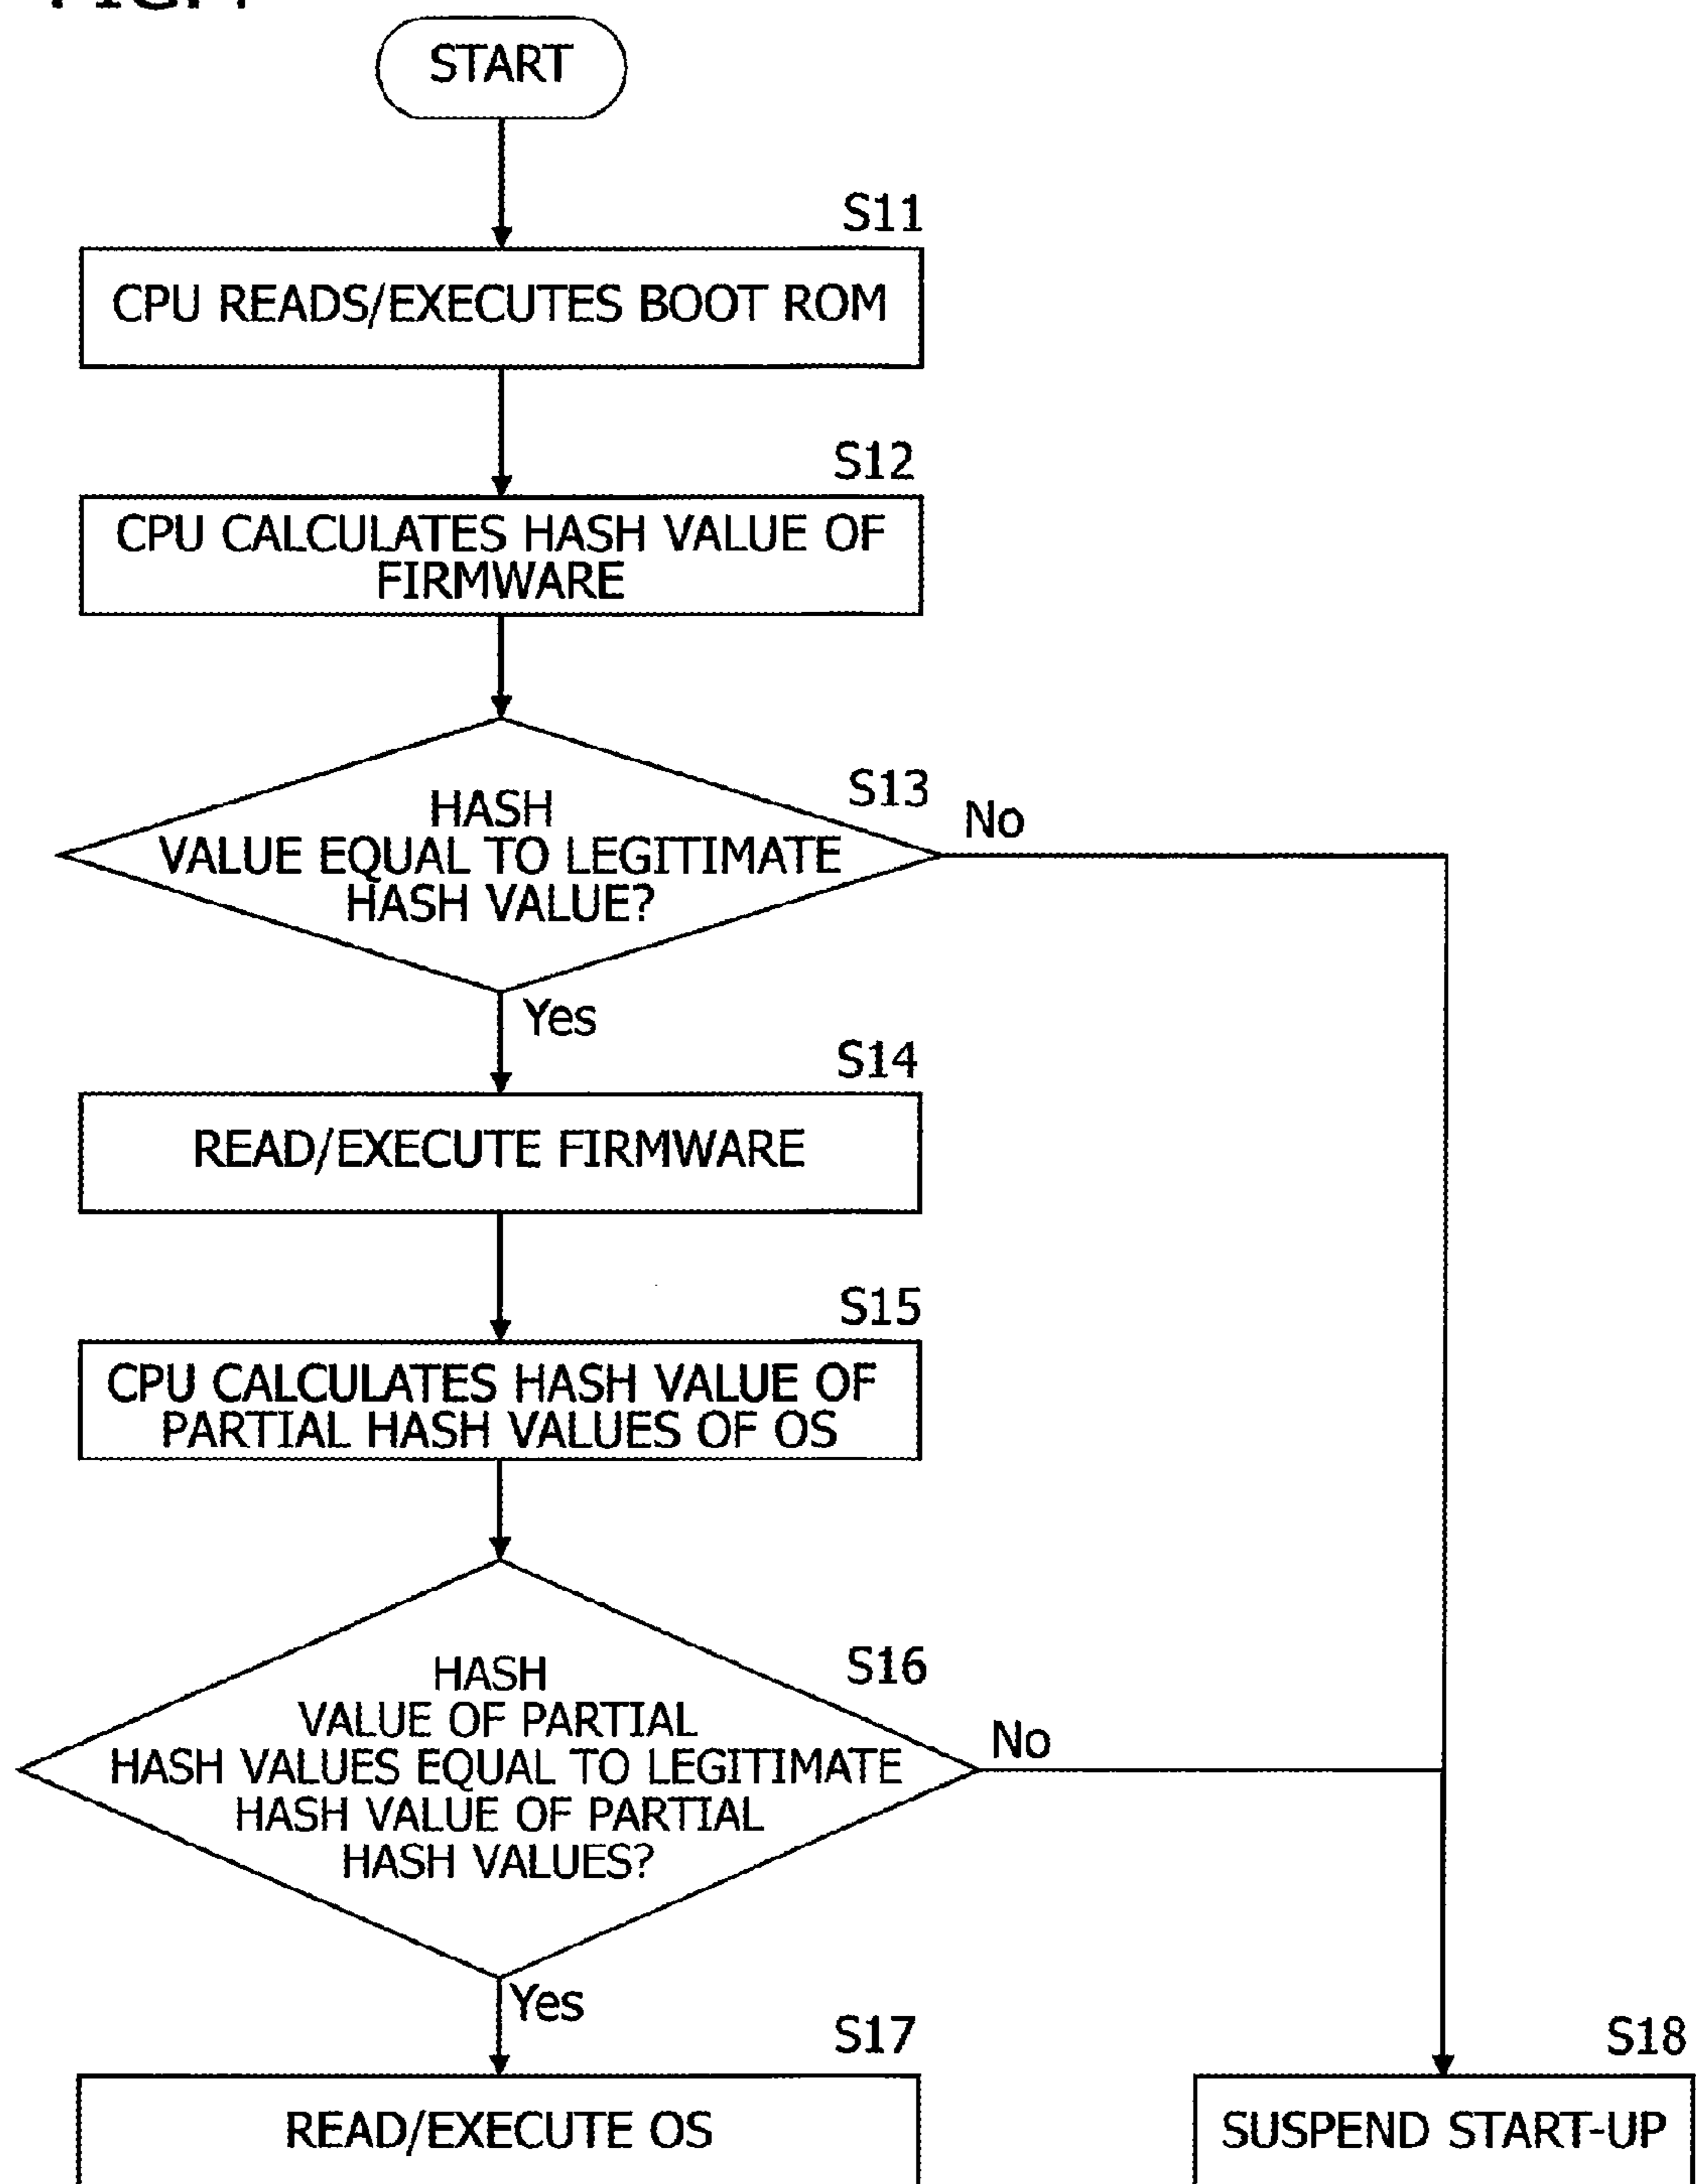 START
S11
CPU READS/EXECUTES BOOT ROM
S12
CPU CALCULATES HASH VALUE OF
FIRMWARE
S13
HASH
VALUE EQUAL TO LEGITIMATE
HASH VALUE?
No
Yes
S14
READ/EXECUTE FIRMWARE
S15
CPU CALCULATES HASH VALUE OF
PARTIAL HASH VALUES OF OS
S16
HASH
VALUE OF PARTIAL
HASH VALUES EQUAL TO LEGITIMATE
HASH VALUE OF PARTIAL
HASH VALUES?
No
Yes
S17
READ/EXECUTE OS
S18
SUSPEND START-UP